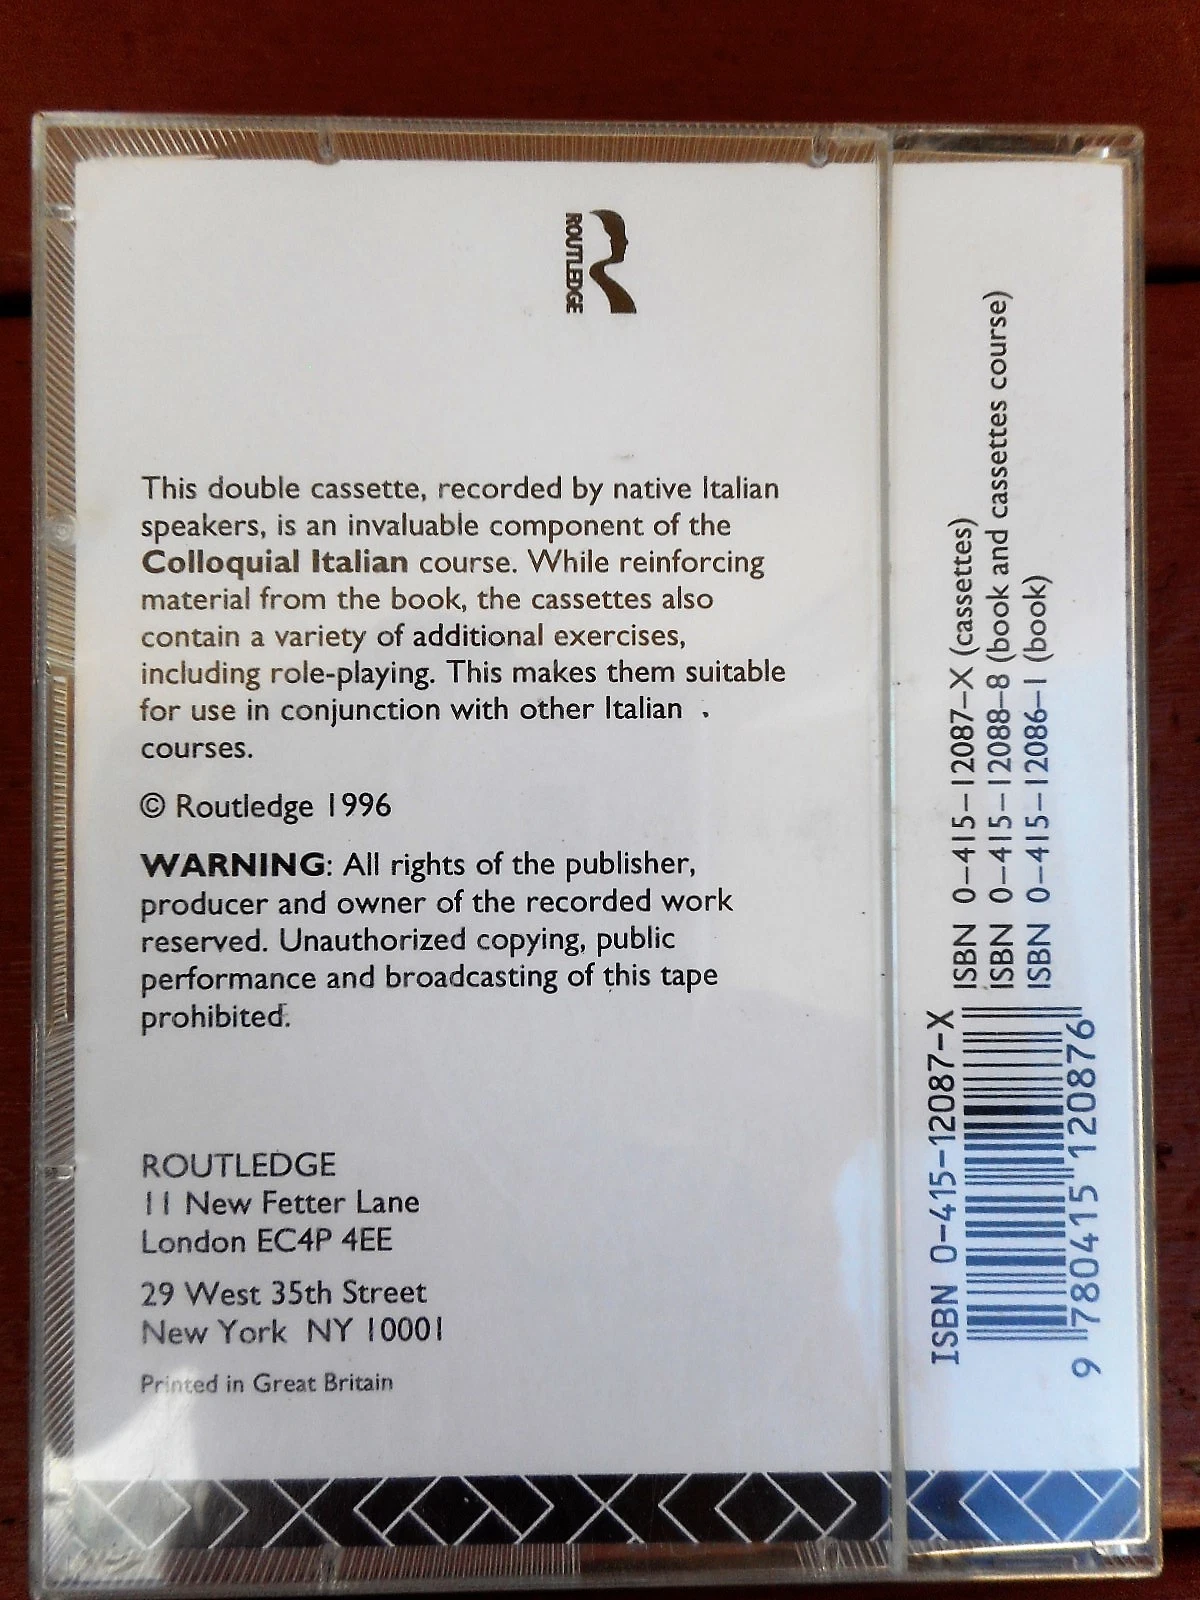 ROUTLEDGE
This double cassette, recorded by native Italian
speakers, is an invaluable component of the
Colloquial Italian course. While reinforcing
material from the book, the cassettes also
contain a variety of additional exercises,
including role-playing. This makes them suitable
for use in conjunction with other Italian
courses.
© Routledge 1996
WARNING: All rights of the publisher,
producer and owner of the recorded work
reserved. Unauthorized copying, public
performance and broadcasting of this tape
prohibited.
ROUTLEDGE
11 New Fetter Lane
London EC4P 4EE
29 West 35th Street
New York NY 10001
Printed in Great Britain
ISBN 0-415-12087-X (cassettes)
ISBN 0-415-12088-8 (book and cassettes course)
ISBN 0-415-12086-1 (book)
ISBN 0-415-12087-X
9 780415 120876